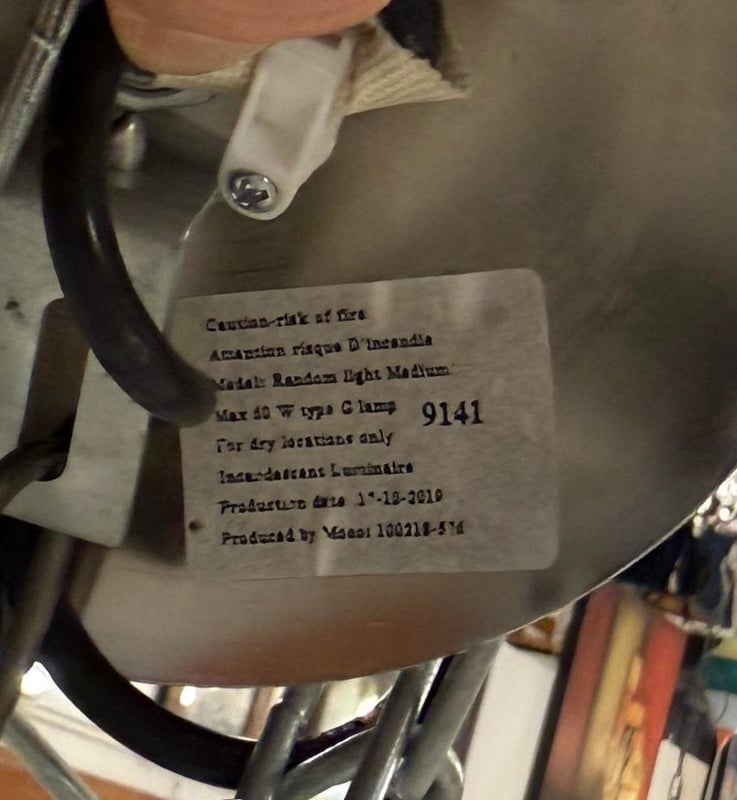 Caution-risk of fire
Attention risque D'incendie
Model: Random light Medium
Max W type G lamp 9141
For dry locations only
Incandescent Luminaire
Production date
Produced by Moooi